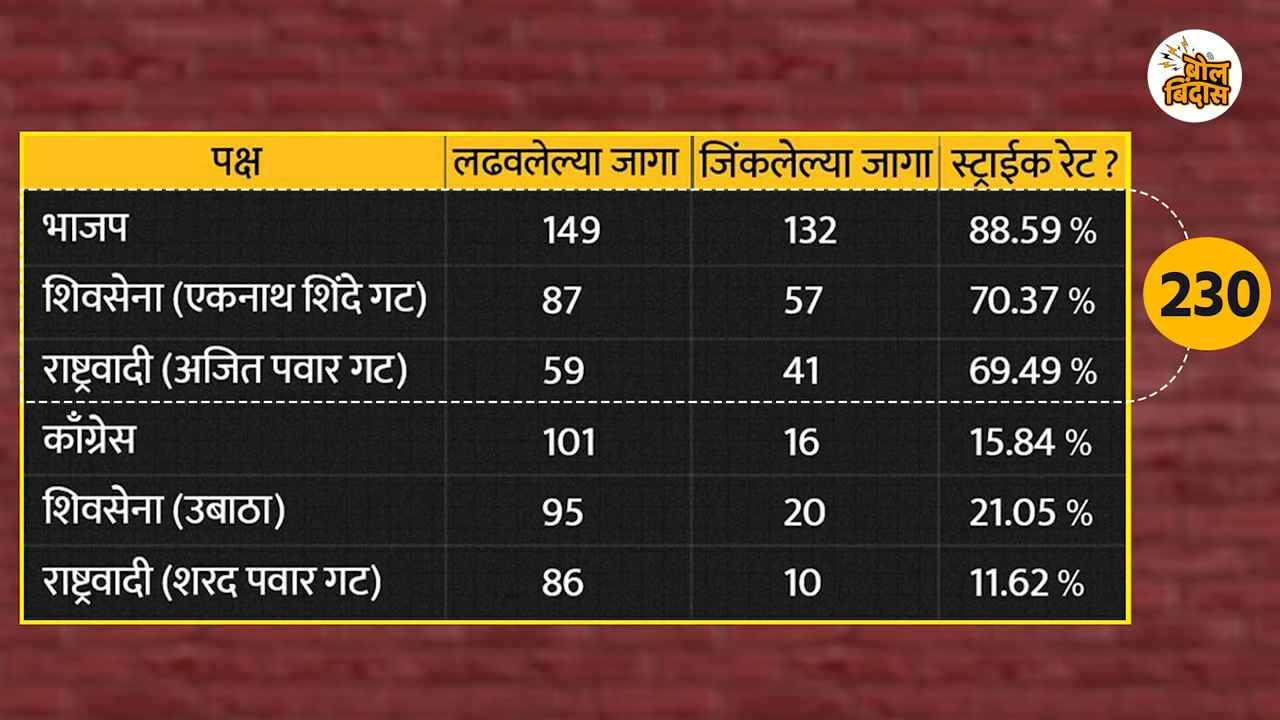 बोल
बिंदास
पक्ष लढवलेल्या जागा जिंकलेल्या जागा स्ट्राईक रेट ?
भाजप 149 132 88.59 %
शिवसेना (एकनाथ शिंदे गट) 87 57 70.37 %
230
राष्ट्रवादी (अजित पवार गट) 59 41 69.49 %
काँग्रेस 101 16 15.84 %
शिवसेना (उबाठा) 95 20 21.05 %
राष्ट्रवादी (शरद पवार गट) 86 10 11.62 %